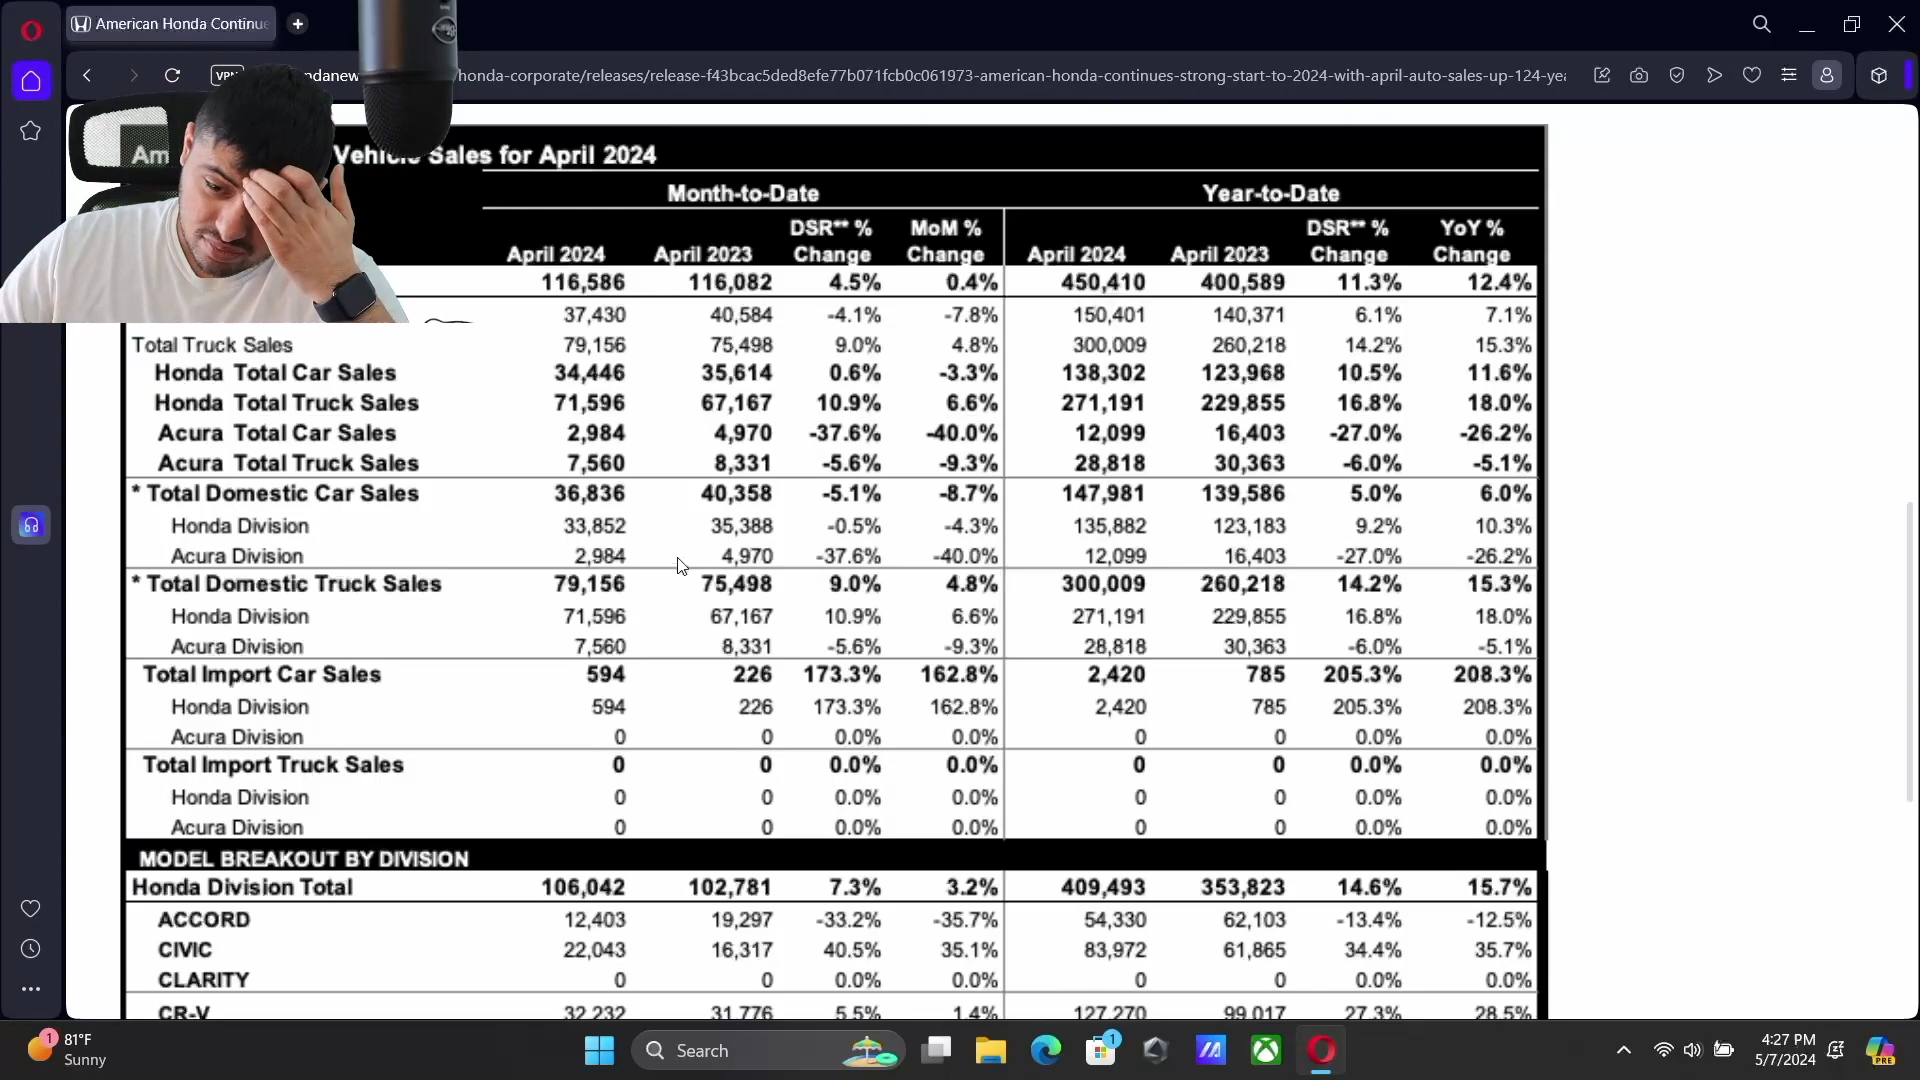 American Honda Continue
VPN
honda-corporate/releases/release-f43bcac5ded8efe77b071fcb0c061973-american-honda-continues-strong-start-to-2024-with-april-auto-sales-up-124-yea
Vehicle Sales for April 2024
Month-to-Date Year-to-Date
April 2024 April 2023 DSR** % Change MoM % Change April 2024 April 2023 DSR** % Change YoY % Change
116,586 116,082 4.5% 0.4% 450,410 400,589 11.3% 12.4%
37,430 40,584 -4.1% -7.8% 150,401 140,371 6.1% 7.1%
Total Truck Sales 79,156 75,498 9.0% 4.8% 300,009 260,218 14.2% 15.3%
Honda Total Car Sales 34,446 35,614 0.6% -3.3% 138,302 123,968 10.5% 11.6%
Honda Total Truck Sales 71,596 67,167 10.9% 6.6% 271,191 229,855 16.8% 18.0%
Acura Total Car Sales 2,984 4,970 -37.6% -40.0% 12,099 16,403 -27.0% -26.2%
Acura Total Truck Sales 7,560 8,331 -5.6% -9.3% 28,818 30,363 -6.0% -5.1%
* Total Domestic Car Sales 36,836 40,358 -5.1% -8.7% 147,981 139,586 5.0% 6.0%
Honda Division 33,852 35,388 -0.5% -4.3% 135,882 123,183 9.2% 10.3%
Acura Division 2,984 4,970 -37.6% -40.0% 12,099 16,403 -27.0% -26.2%
* Total Domestic Truck Sales 79,156 75,498 9.0% 4.8% 300,009 260,218 14.2% 15.3%
Honda Division 71,596 67,167 10.9% 6.6% 271,191 229,855 16.8% 18.0%
Acura Division 7,560 8,331 -5.6% -9.3% 28,818 30,363 -6.0% -5.1%
Total Import Car Sales 594 226 173.3% 162.8% 2,420 785 205.3% 208.3%
Honda Division 594 226 173.3% 162.8% 2,420 785 205.3% 208.3%
Acura Division 0 0 0.0% 0.0% 0 0 0.0% 0.0%
Total Import Truck Sales 0 0 0.0% 0.0% 0 0 0.0% 0.0%
Honda Division 0 0 0.0% 0.0% 0 0 0.0% 0.0%
Acura Division 0 0 0.0% 0.0% 0 0 0.0% 0.0%
MODEL BREAKOUT BY DIVISION
Honda Division Total 106,042 102,781 7.3% 3.2% 409,493 353,823 14.6% 15.7%
ACCORD 12,403 19,297 -33.2% -35.7% 54,330 62,103 -13.4% -12.5%
CIVIC 22,043 16,317 40.5% 35.1% 83,972 61,865 34.4% 35.7%
CLARITY 0 0 0.0% 0.0% 0 0 0.0% 0.0%
CR-V 32,232 31,776 5.5% 1.4% 127,270 99,017 27.3% 28.5%
1 81°F
Sunny
Search
1
4:27 PM
5/7/2024
PRE